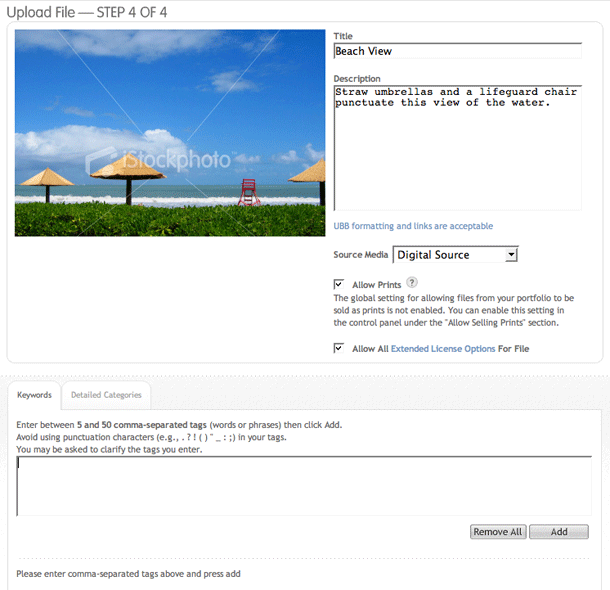 Upload File — STEP 4 OF 4
iStockphoto
Title
Beach View
Description
Straw umbrellas and a lifeguard chair
punctuate this view of the water.
UBB formatting and links are acceptable
Source Media Digital Source
Allow Prints ?
The global setting for allowing files from your portfolio to be
sold as prints is not enabled. You can enable this setting in
the control panel under the "Allow Selling Prints" section.
Allow All Extended License Options For File
Keywords Detailed Categories
Enter between 5 and 50 comma-separated tags (words or phrases) then click Add.
Avoid using punctuation characters (e.g., . ? ! ( ) " _ : ;) in your tags.
You may be asked to clarify the tags you enter.
Remove All Add
Please enter comma-separated tags above and press add